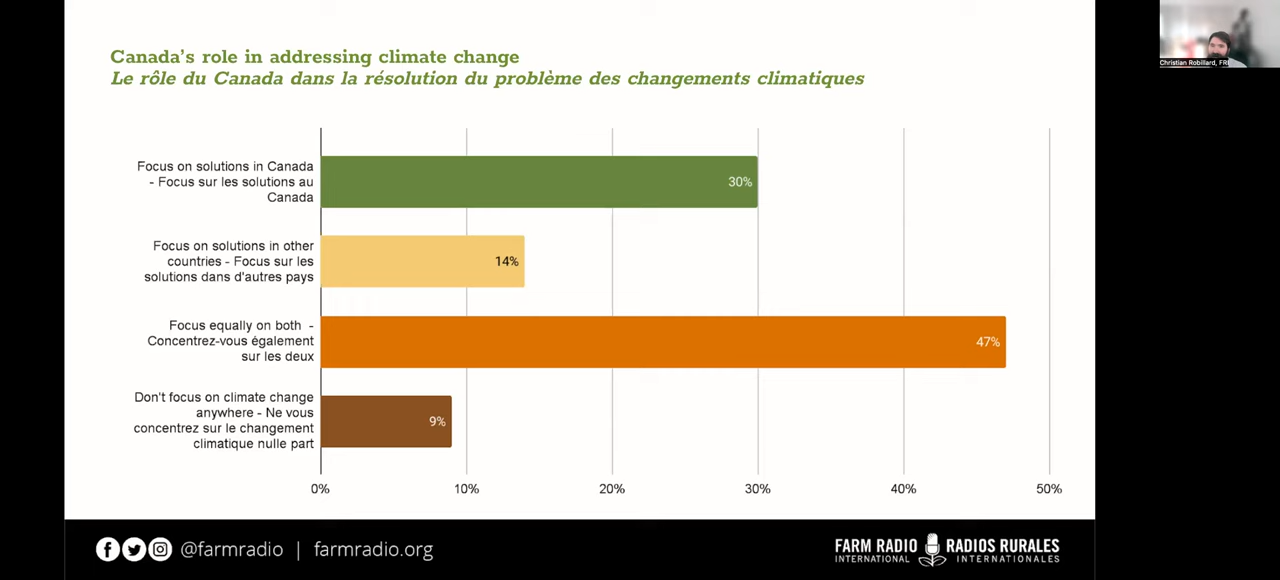 Canada's role in addressing climate change
Le rôle du Canada dans la résolution du problème des changements climatiques
Focus on solutions in Canada
- Focus sur les solutions au
Canada
30%
Focus on solutions in other
countries - Focus sur les
solutions dans d'autres pays
14%
Focus equally on both -
Concentrez-vous également
sur les deux
47%
Don't focus on climate change
anywhere - Ne vous
concentrez sur le changement
climatique nulle part
9%
0% 10% 20% 30% 40% 50%
@farmradio | farmradio.org
FARM RADIO RADIOS RURALES
INTERNATIONAL INTERNATIONALES
Christian Robillard, FRI